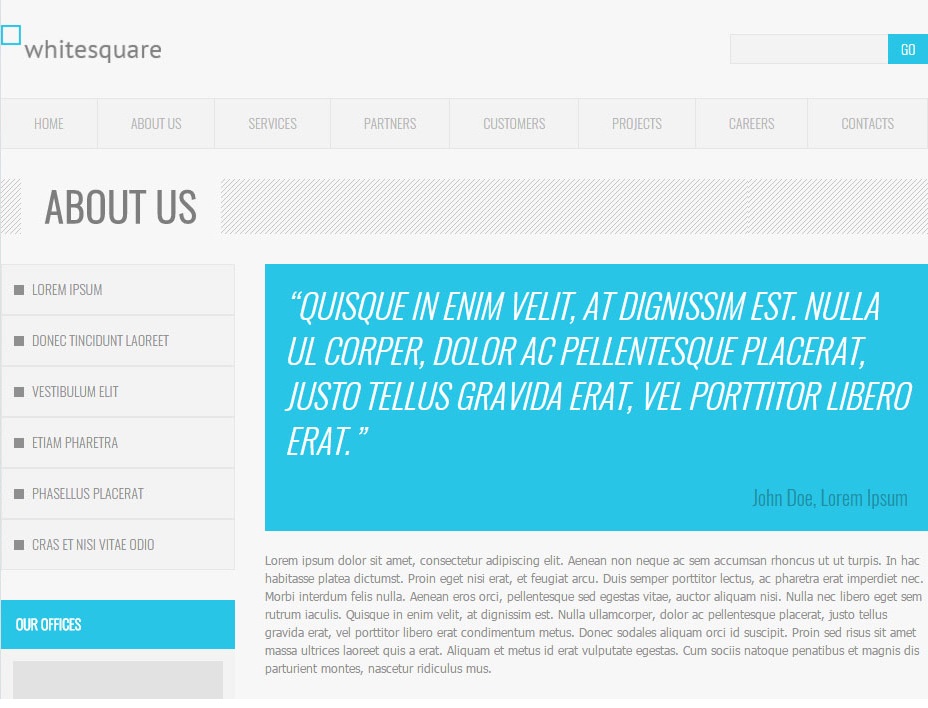 whitesquare
GO
HOME ABOUT US SERVICES PARTNERS CUSTOMERS PROJECTS CAREERS CONTACTS
ABOUT US
LOREM IPSUM
DONEC TINCIDUNT LAOREET
VESTIBULUM ELIT
ETIAM PHARETRA
PHASELLUS PLACERAT
CRAS ET NISI VITAE ODIO
OUR OFFICES
“QUISQUE IN ENIM VELIT, AT DIGNISSIM EST. NULLA
UL CORPER, DOLOR AC PELLENTESQUE PLACERAT,
JUSTO TELLUS GRAVIDA ERAT, VEL PORTTITOR LIBERO
ERAT.”
John Doe, Lorem Ipsum
Lorem ipsum dolor sit amet, consectetur adipiscing elit. Aenean non neque ac sem accumsan rhoncus ut ut turpis. In hac
habitasse platea dictumst. Proin eget nisi erat, et feugiat arcu. Duis semper porttitor lectus, ac pharetra erat imperdiet nec.
Morbi interdum felis nulla. Aenean eros orci, pellentesque sed egestas vitae, auctor aliquam nisi. Nulla nec libero eget sem
rutrum iaculis. Quisque in enim velit, at dignissim est. Nulla ullamcorper, dolor ac pellentesque placerat, justo tellus
gravida erat, vel porttitor libero erat condimentum metus. Donec sodales aliquam orci id suscipit. Proin sed risus sit amet
massa ultrices laoreet quis a erat. Aliquam et metus id erat vulputate egestas. Cum sociis natoque penatibus et magnis dis
parturient montes, nascetur ridiculus mus.